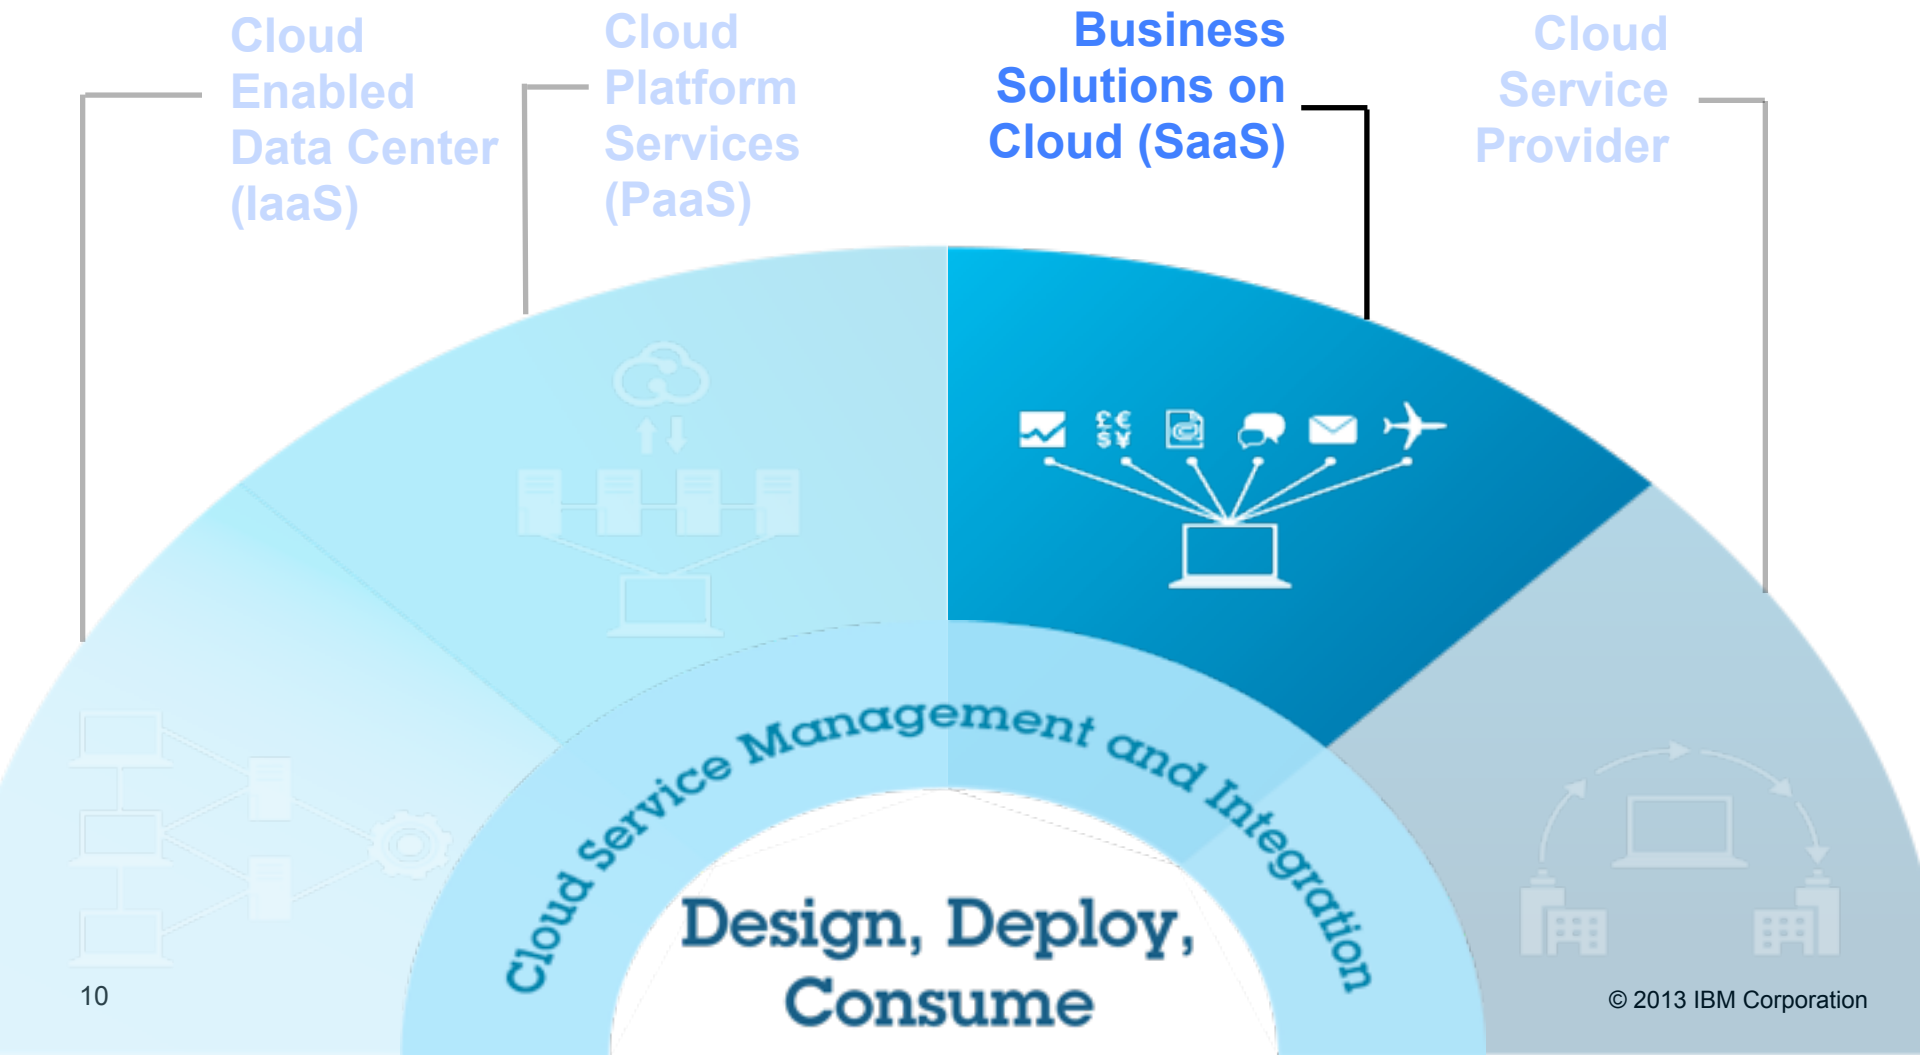 Cloud
Enabled
Data Center
(IaaS)
Cloud
Platform
Services
(PaaS)
Business
Solutions on
Cloud (SaaS)
Cloud
Service
Provider
£€
$¥
Cloud Service Management and Integration
Design, Deploy,
Consume
10
© 2013 IBM Corporation